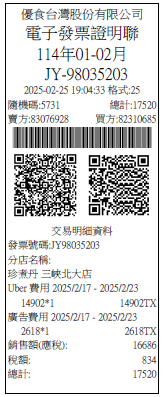 優食台灣股份有限公司
電子發票證明聯
114年01-02月
JY-98035203
2025-02-25 19:04:33 格式:25
隨機碼:5731 總計:17520
賣方:83076928 買方:82310685
交易明細資料
發票號碼:JY98035203
分店名稱:
珍煮丹 三峽北大店
Uber 費用 2025/2/17 - 2025/2/23
14902*1 14902TX
廣告費用 2025/2/17 - 2025/2/23
2618*1 2618TX
銷售額(應稅): 16686
稅額: 834
總計: 17520